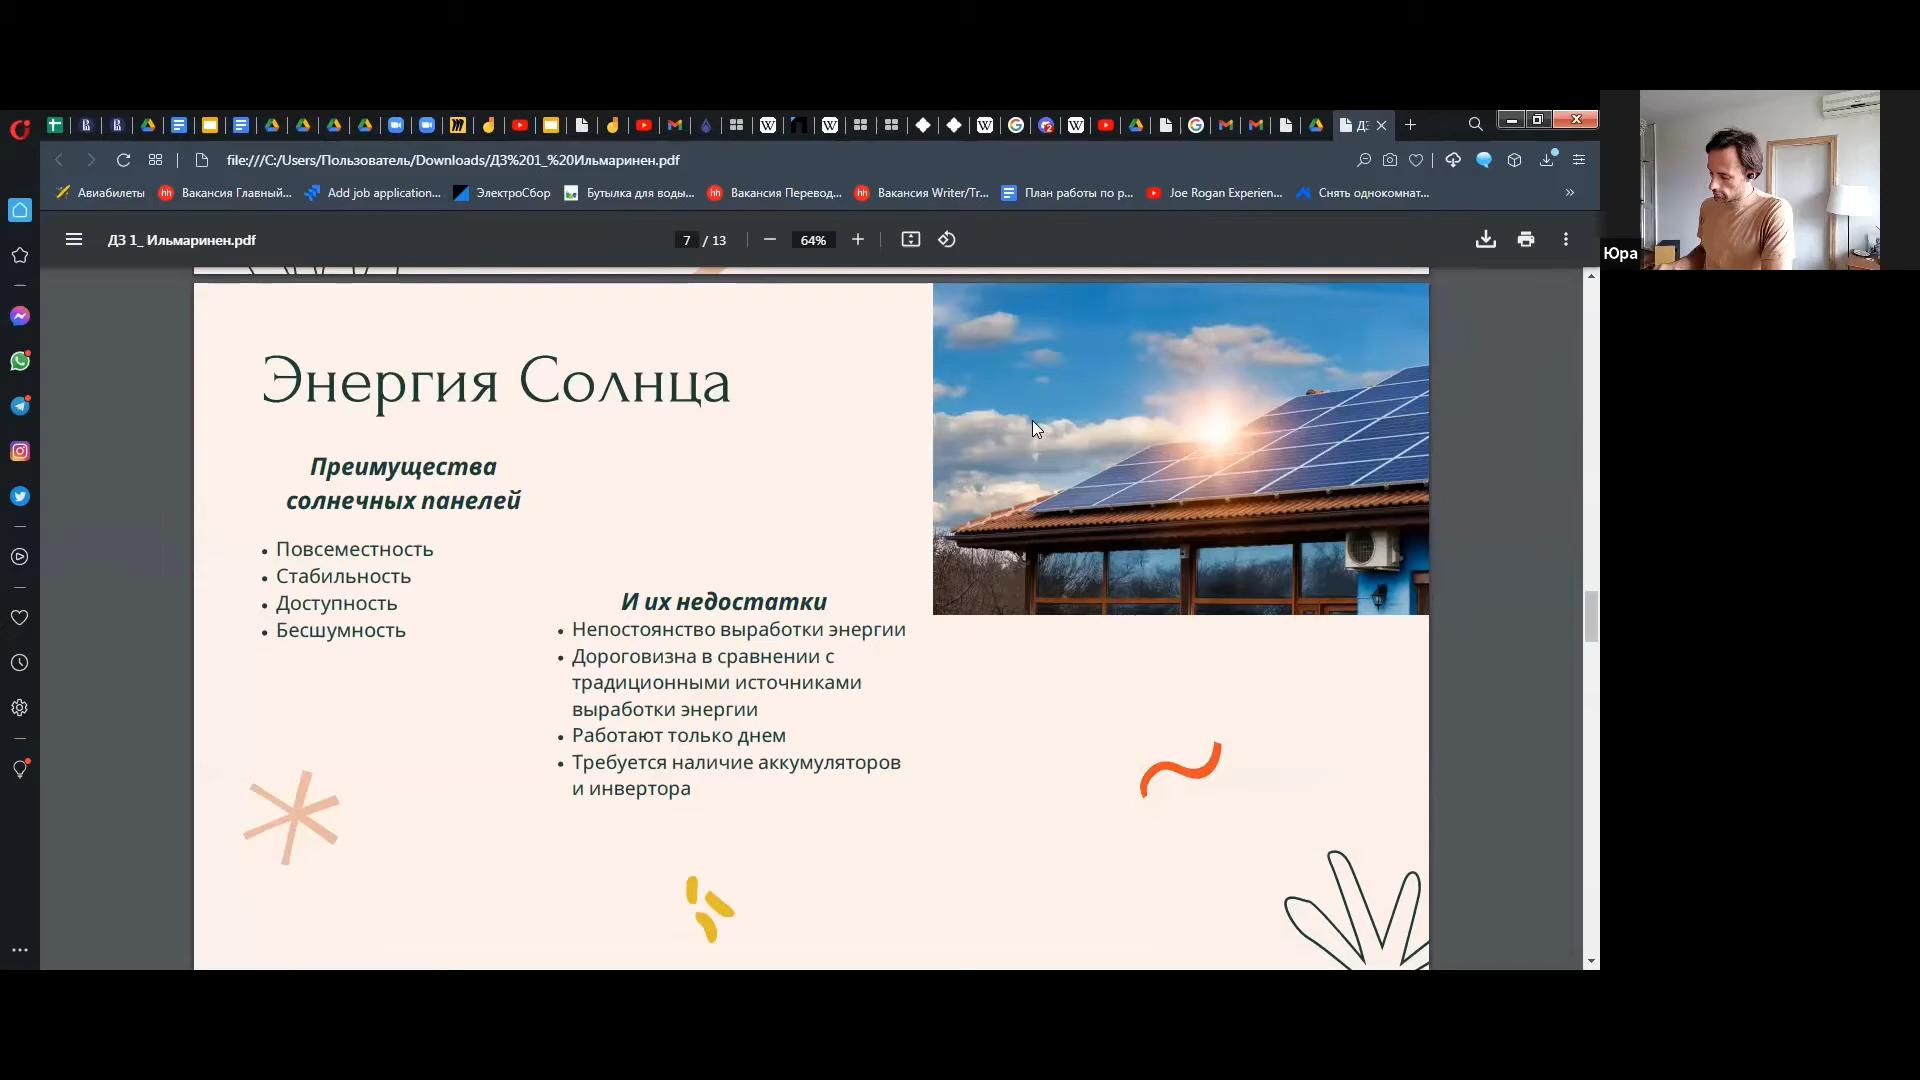 file:///C:/Users/Пользователь/Downloads/ДЗ%201_%20Ильмаринен.pdf
Авиабилеты
Вакансия Главный...
Add job application...
ЭлектроСбор
Бутылка для воды...
Вакансия Перевод...
Вакансия Writer/Tr...
План работы по р...
Joe Rogan Experien...
Снять однокомнат...
ДЗ 1_ Ильмаринен.pdf
7 / 13
64%
Юра
Энергия Солнца
Преимущества
солнечных панелей
• Повсеместность
• Стабильность
• Доступность
• Бесшумность
И их недостатки
• Непостоянство выработки энергии
• Дороговизна в сравнении с
традиционными источниками
выработки энергии
• Работают только днем
• Требуется наличие аккумуляторов
и инвертора